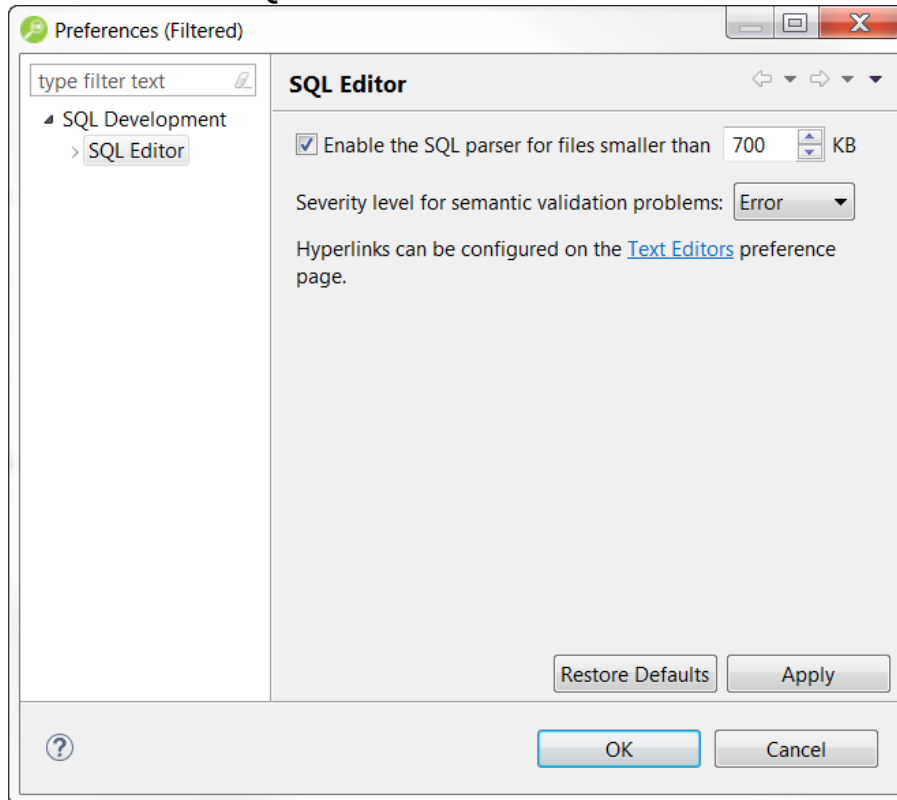 Preferences (Filtered)
type filter text
SQL Development
SQL Editor
SQL Editor
Enable the SQL parser for files smaller than 700 KB
Severity level for semantic validation problems: Error
Hyperlinks can be configured on the Text Editors preference
page.
Restore Defaults Apply
OK Cancel